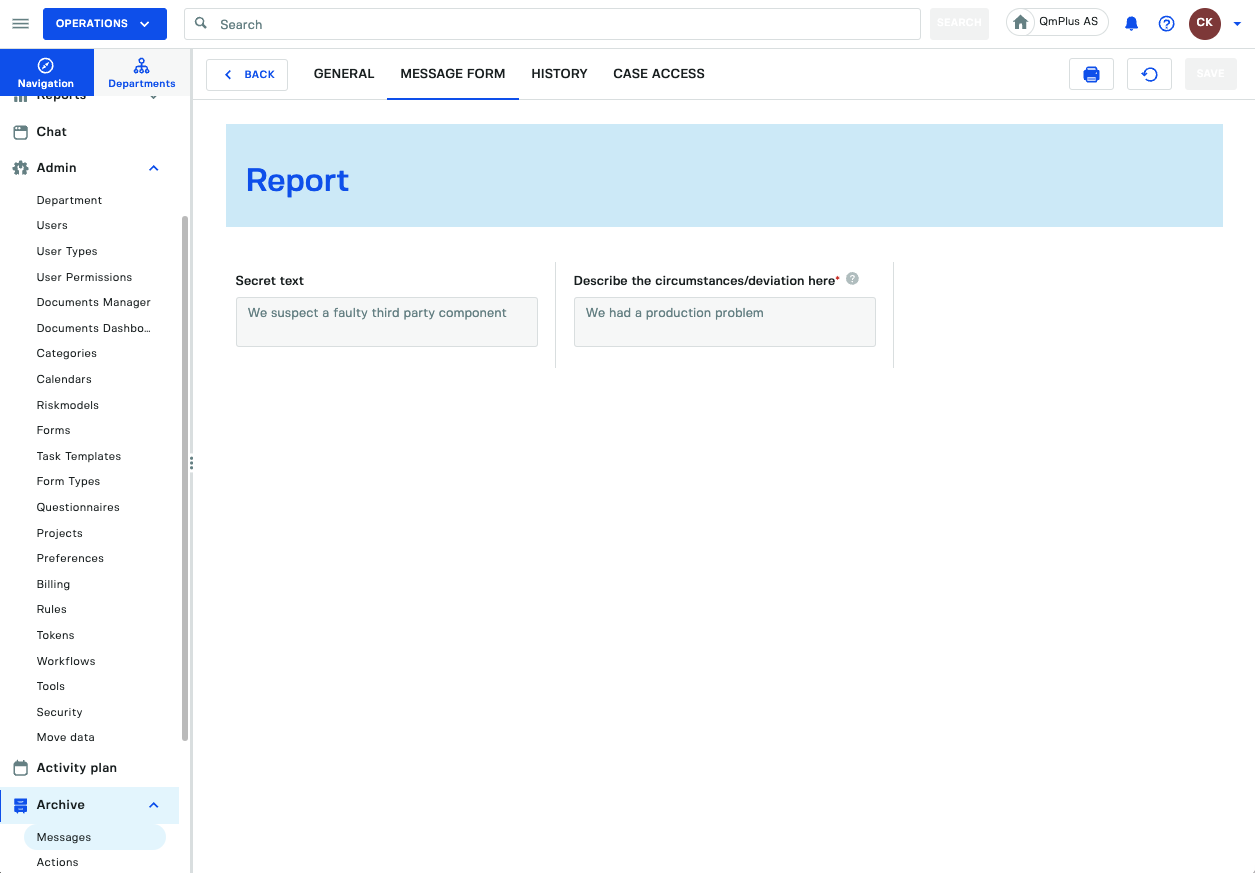 OPERATIONS
Search
SEARCH
QmPlus AS
CK
Navigation
Departments
BACK
GENERAL
MESSAGE FORM
HISTORY
CASE ACCESS
SAVE
Reports
Chat
Admin
Department
Users
User Types
User Permissions
Documents Manager
Documents Dashbo...
Categories
Calendars
Riskmodels
Forms
Task Templates
Form Types
Questionnaires
Projects
Preferences
Billing
Rules
Tokens
Workflows
Tools
Security
Move data
Activity plan
Archive
Messages
Actions
Report
Secret text
We suspect a faulty third party component
Describe the circumstances/deviation here* ?
We had a production problem